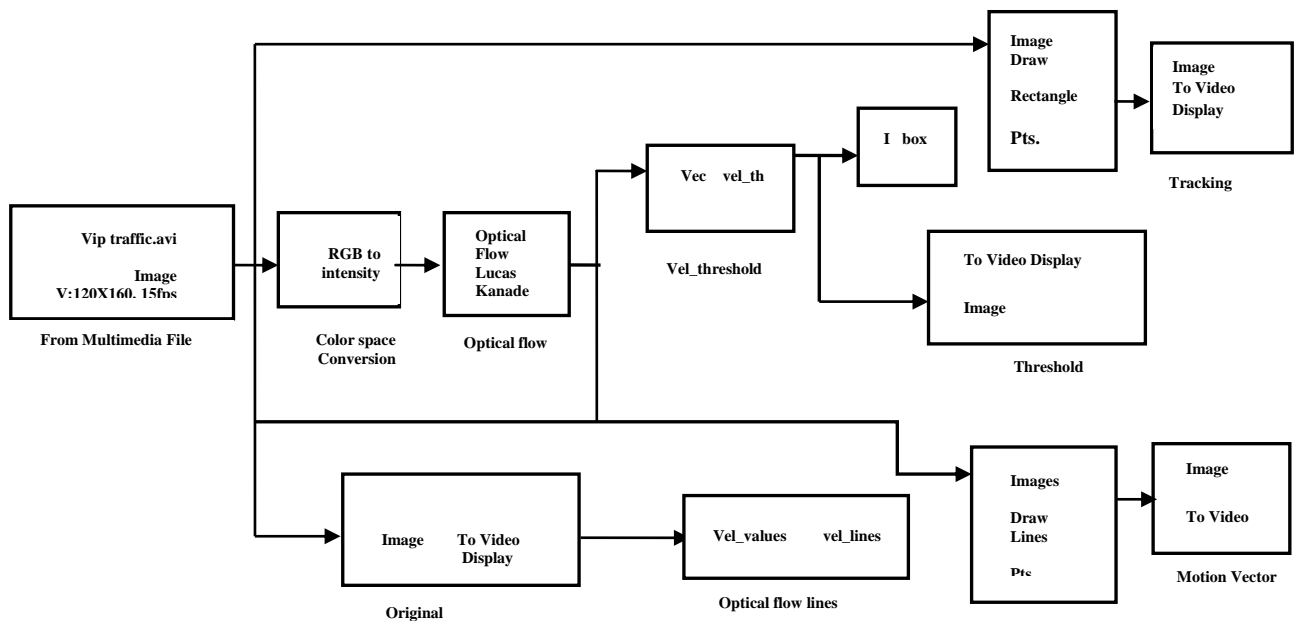 Vip traffic.avi
Image
V:120X160, 15fps
From Multimedia File
RGB to
intensity
Color space
Conversion
Optical
Flow
Lucas
Kanade
Optical flow
Vec vel_th
Vel_threshold
I box
Image
Draw
Rectangle
Pts.
Image
To Video
Display
Tracking
To Video Display
Image
Threshold
Image To Video
Display
Original
Vel_values vel_lines
Optical flow lines
Images
Draw
Lines
Pts
Image
To Video
Motion Vector